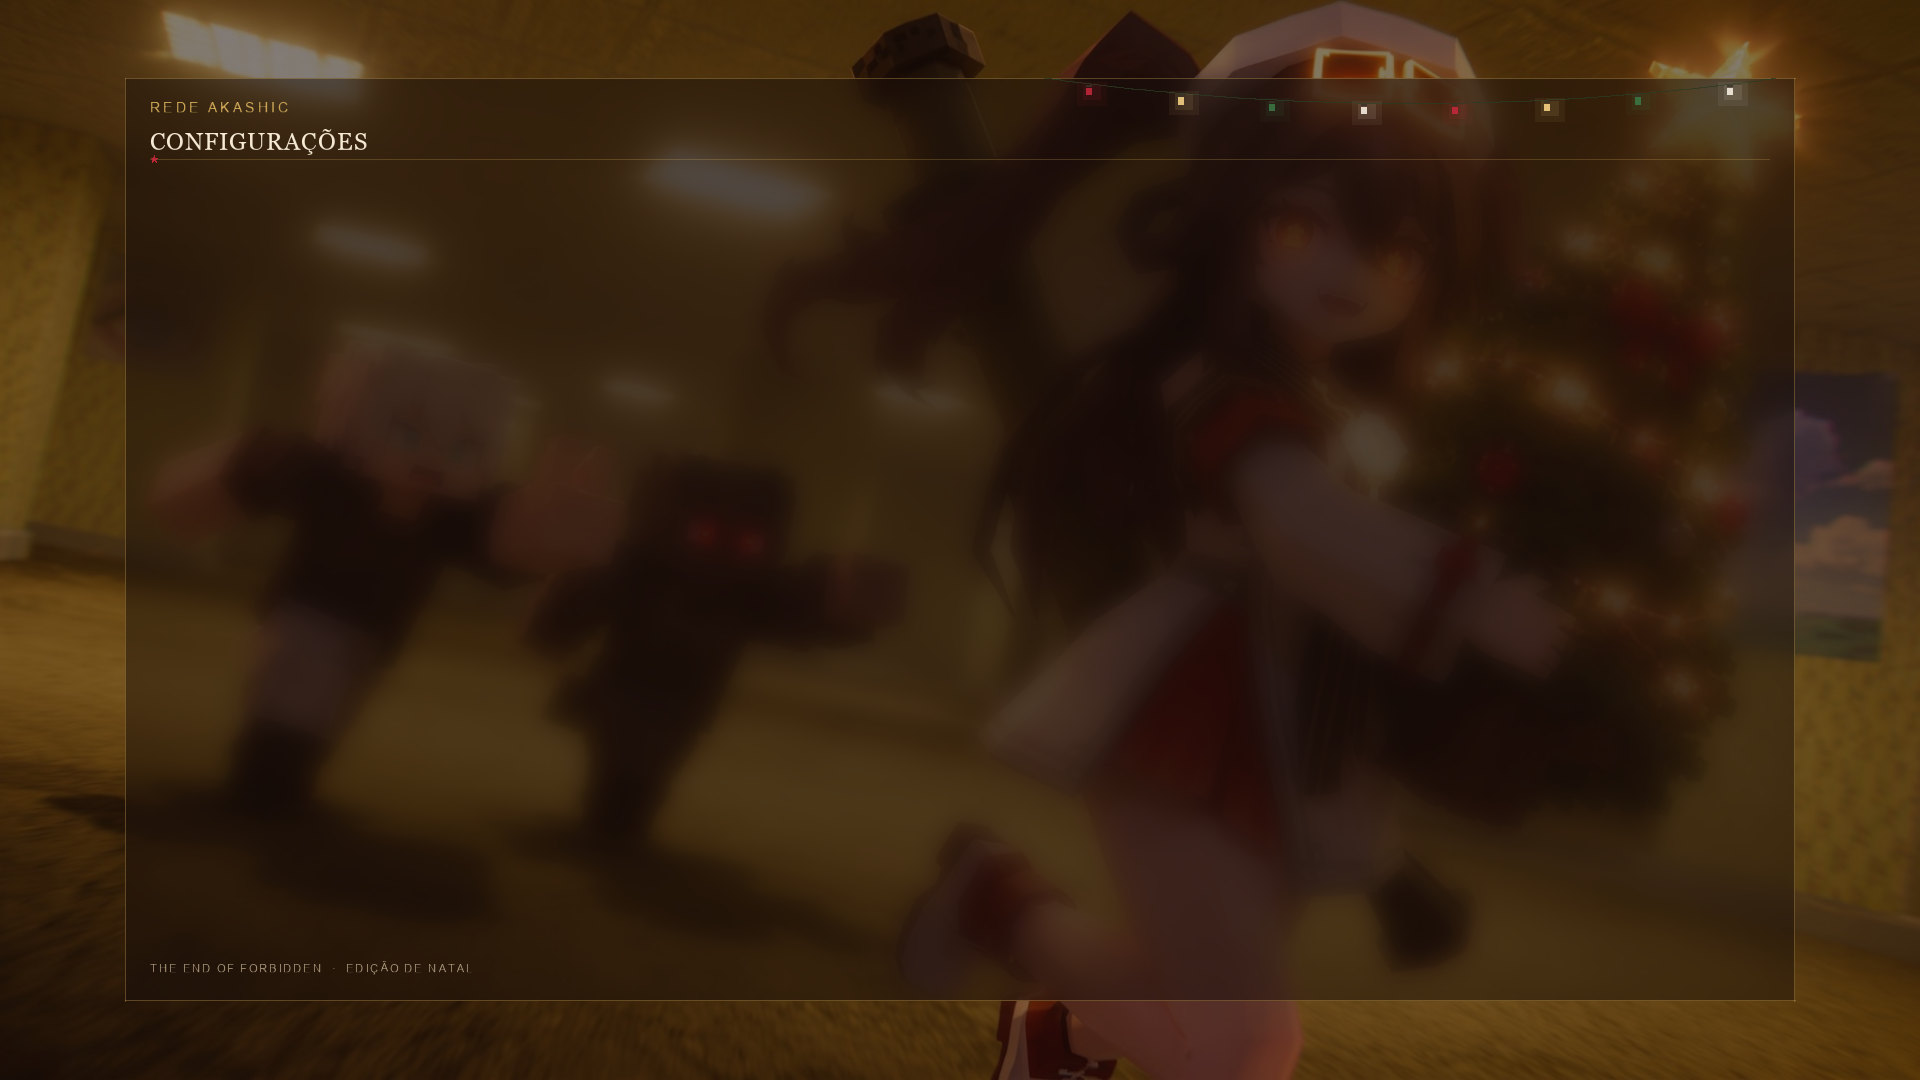 REDE AKASHIC
CONFIGURAÇÕES
THE END OF FORBIDDEN · EDIÇÃO DE NATAL